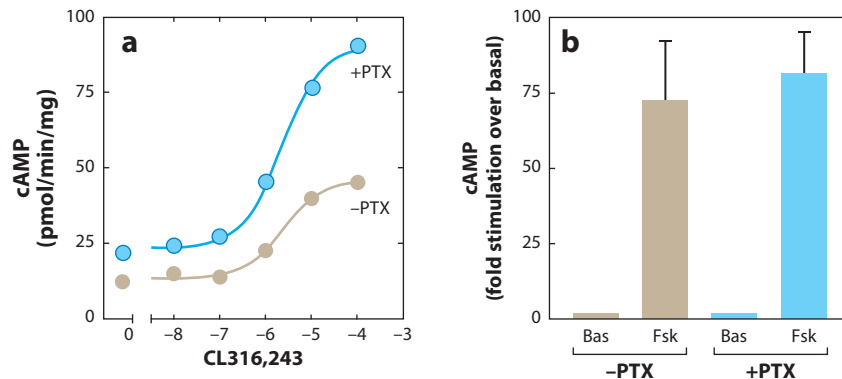 a
100
75
50
25
0
cAMP
(pmol/min/mg)
+PTX
–PTX
0 –8 –7 –6 –5 –4 –3
CL316,243
b
100
75
50
25
0
cAMP
(fold stimulation over basal)
Bas Fsk Bas Fsk
–PTX +PTX